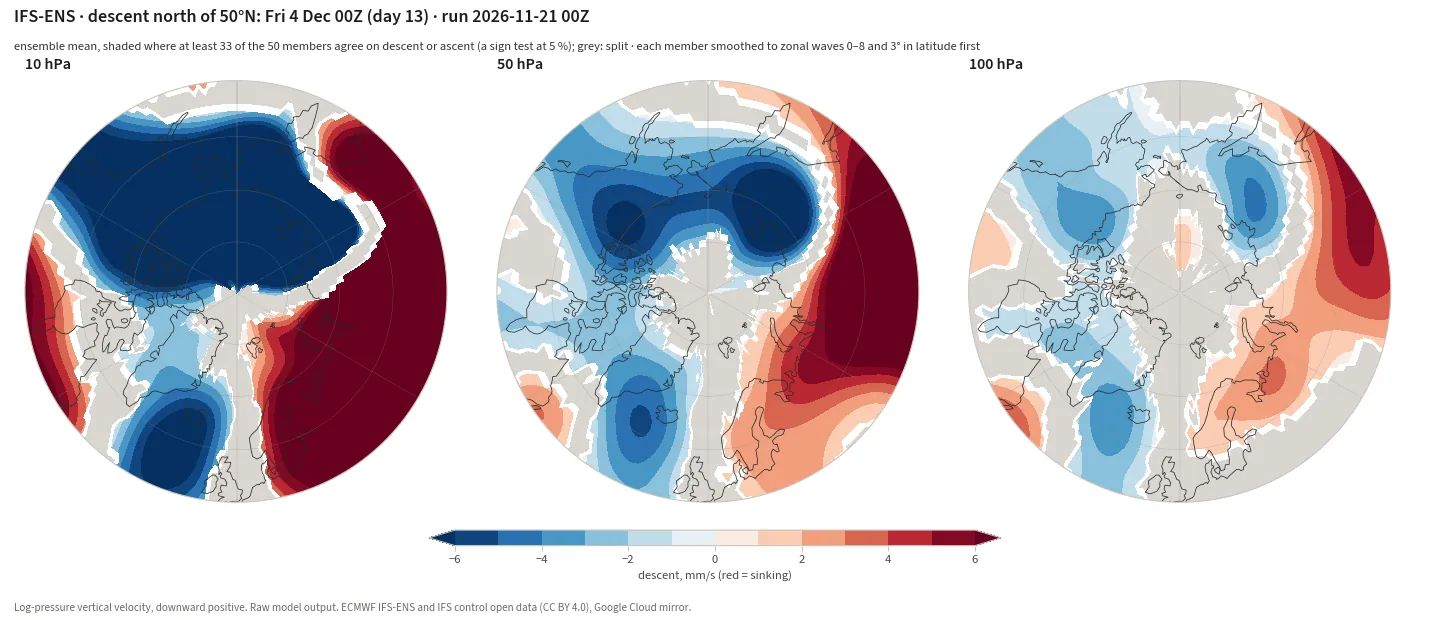 IFS-ENS · descent north of 50°N: Fri 4 Dec 00Z (day 13) · run 2026-11-21 00Z
ensemble mean, shaded where at least 33 of the 50 members agree on descent or ascent (a sign test at 5 %); grey: split · each member smoothed to zonal waves 0–8 and 3° in latitude first
10 hPa
50 hPa
100 hPa
−6 −4 −2 0 2 4 6
descent, mm/s (red = sinking)
Log-pressure vertical velocity, downward positive. Raw model output. ECMWF IFS-ENS and IFS control open data (CC BY 4.0), Google Cloud mirror.